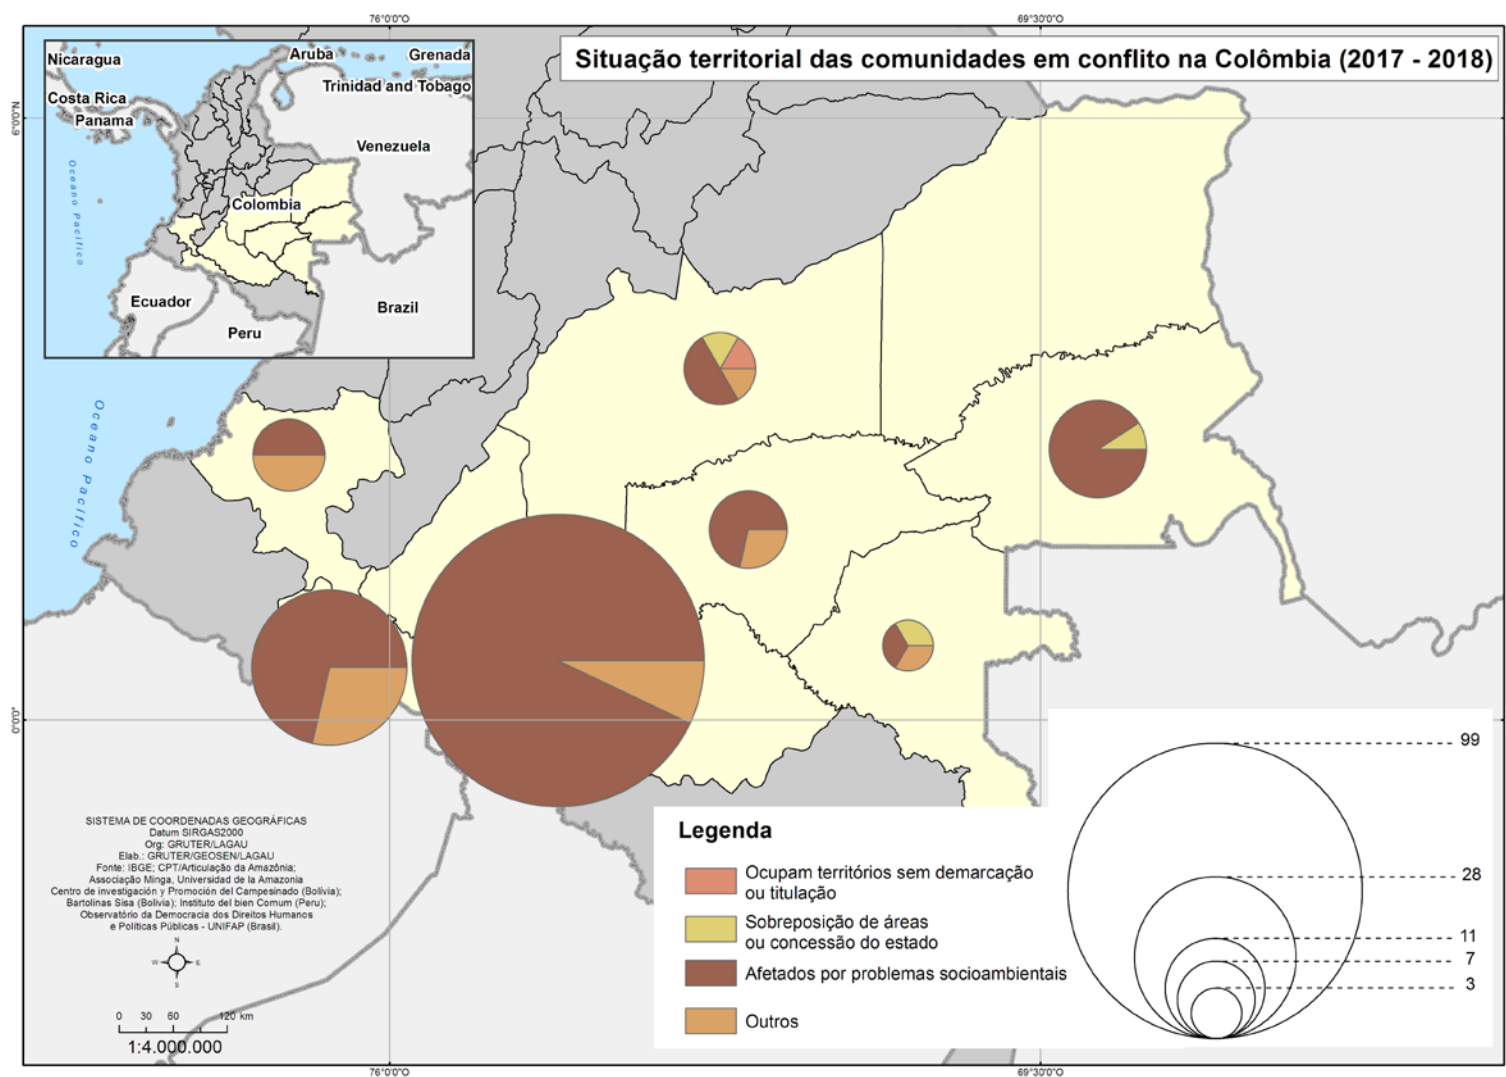 76°0'0"O
69°30'0"O
Situação territorial das comunidades em conflito na Colômbia (2017 - 2018)
Nicaragua
Aruba
Grenada
Trinidad and Tobago
Costa Rica
Panama
Venezuela
Oceano Pacífico
Colombia
Ecuador
Brazil
Peru
6°0'0"N
Oceano Pacífico
0°0'0"
99
28
11
7
3
Legenda
Ocupam territórios sem demarcação
ou titulação
Sobreposição de áreas
ou concessão do estado
Afetados por problemas socioambientais
Outros
SISTEMA DE COORDENADAS GEOGRÁFICAS
Datum SIRGAS2000
Org: GRUTER/LAGAU
Elab.: GRUTER/GEOSEN/LAGAU
Fonte: IBGE; CPT/Articulação da Amazônia;
Associação Minga, Universidad de la Amazonia
Centro de investigación y Promoción del Campesinado (Bolívia);
Bartolinas Sisa (Bolivia); Instituto del bien Comum (Peru);
Observatório da Democracia dos Direitos Humanos
e Políticas Públicas - UNIFAP (Brasil).
N
W E
S
0 30 60 120 km
1:4.000.000
76°0'0"O
69°30'0"O